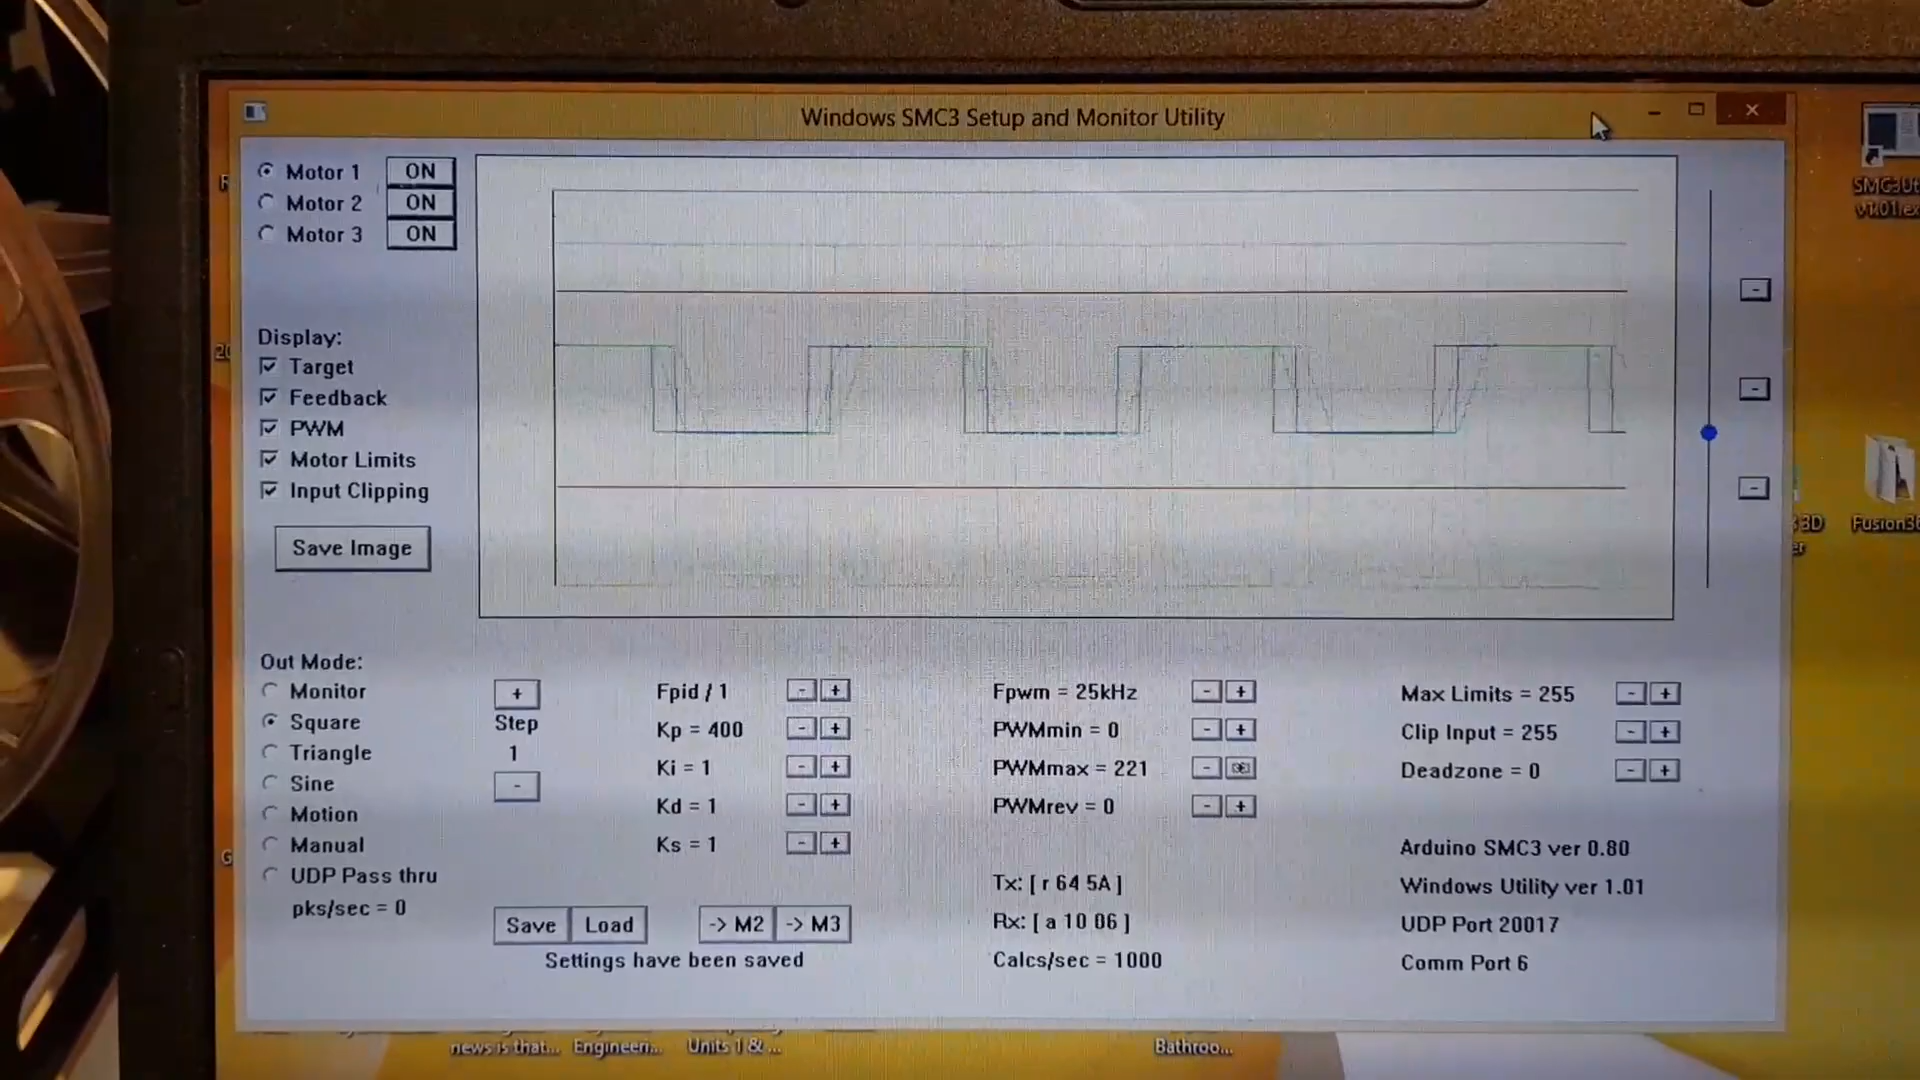 Windows SMC3 Setup and Monitor Utility
Motor 1 ON
Motor 2 ON
Motor 3 ON
Display:
Target
Feedback
PWM
Motor Limits
Input Clipping
Save Image
-
-
-
Out Mode:
Monitor
Square
Triangle
Sine
Motion
Manual
UDP Pass thru
pks/sec = 0
+
Step
1
-
Fpid / 1 - +
Kp = 400 - +
Ki = 1 - +
Kd = 1 - +
Ks = 1 - +
Save Load -> M2 -> M3
Settings have been saved
Fpwm = 25kHz - +
PWMmin = 0 - +
PWMmax = 221 -
PWMrev = 0 - +
Tx: [ r 64 5A ]
Rx: [ a 10 06 ]
Calcs/sec = 1000
Max Limits = 255 - +
Clip Input = 255 - +
Deadzone = 0 - +
Arduino SMC3 ver 0.80
Windows Utility ver 1.01
UDP Port 20017
Comm Port 6
3D
news is that...
Engineeri...
Units 1 & ...
Bathroo...